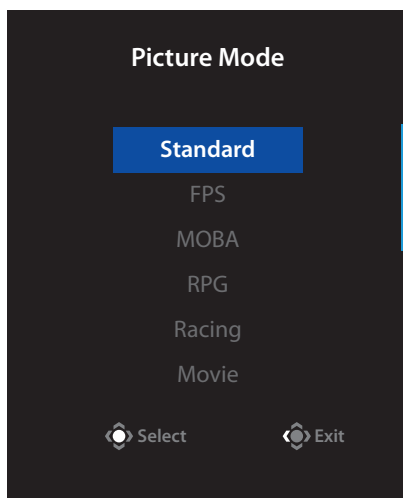 Picture Mode
Standard
FPS
MOBA
RPG
Racing
Movie
Select Exit